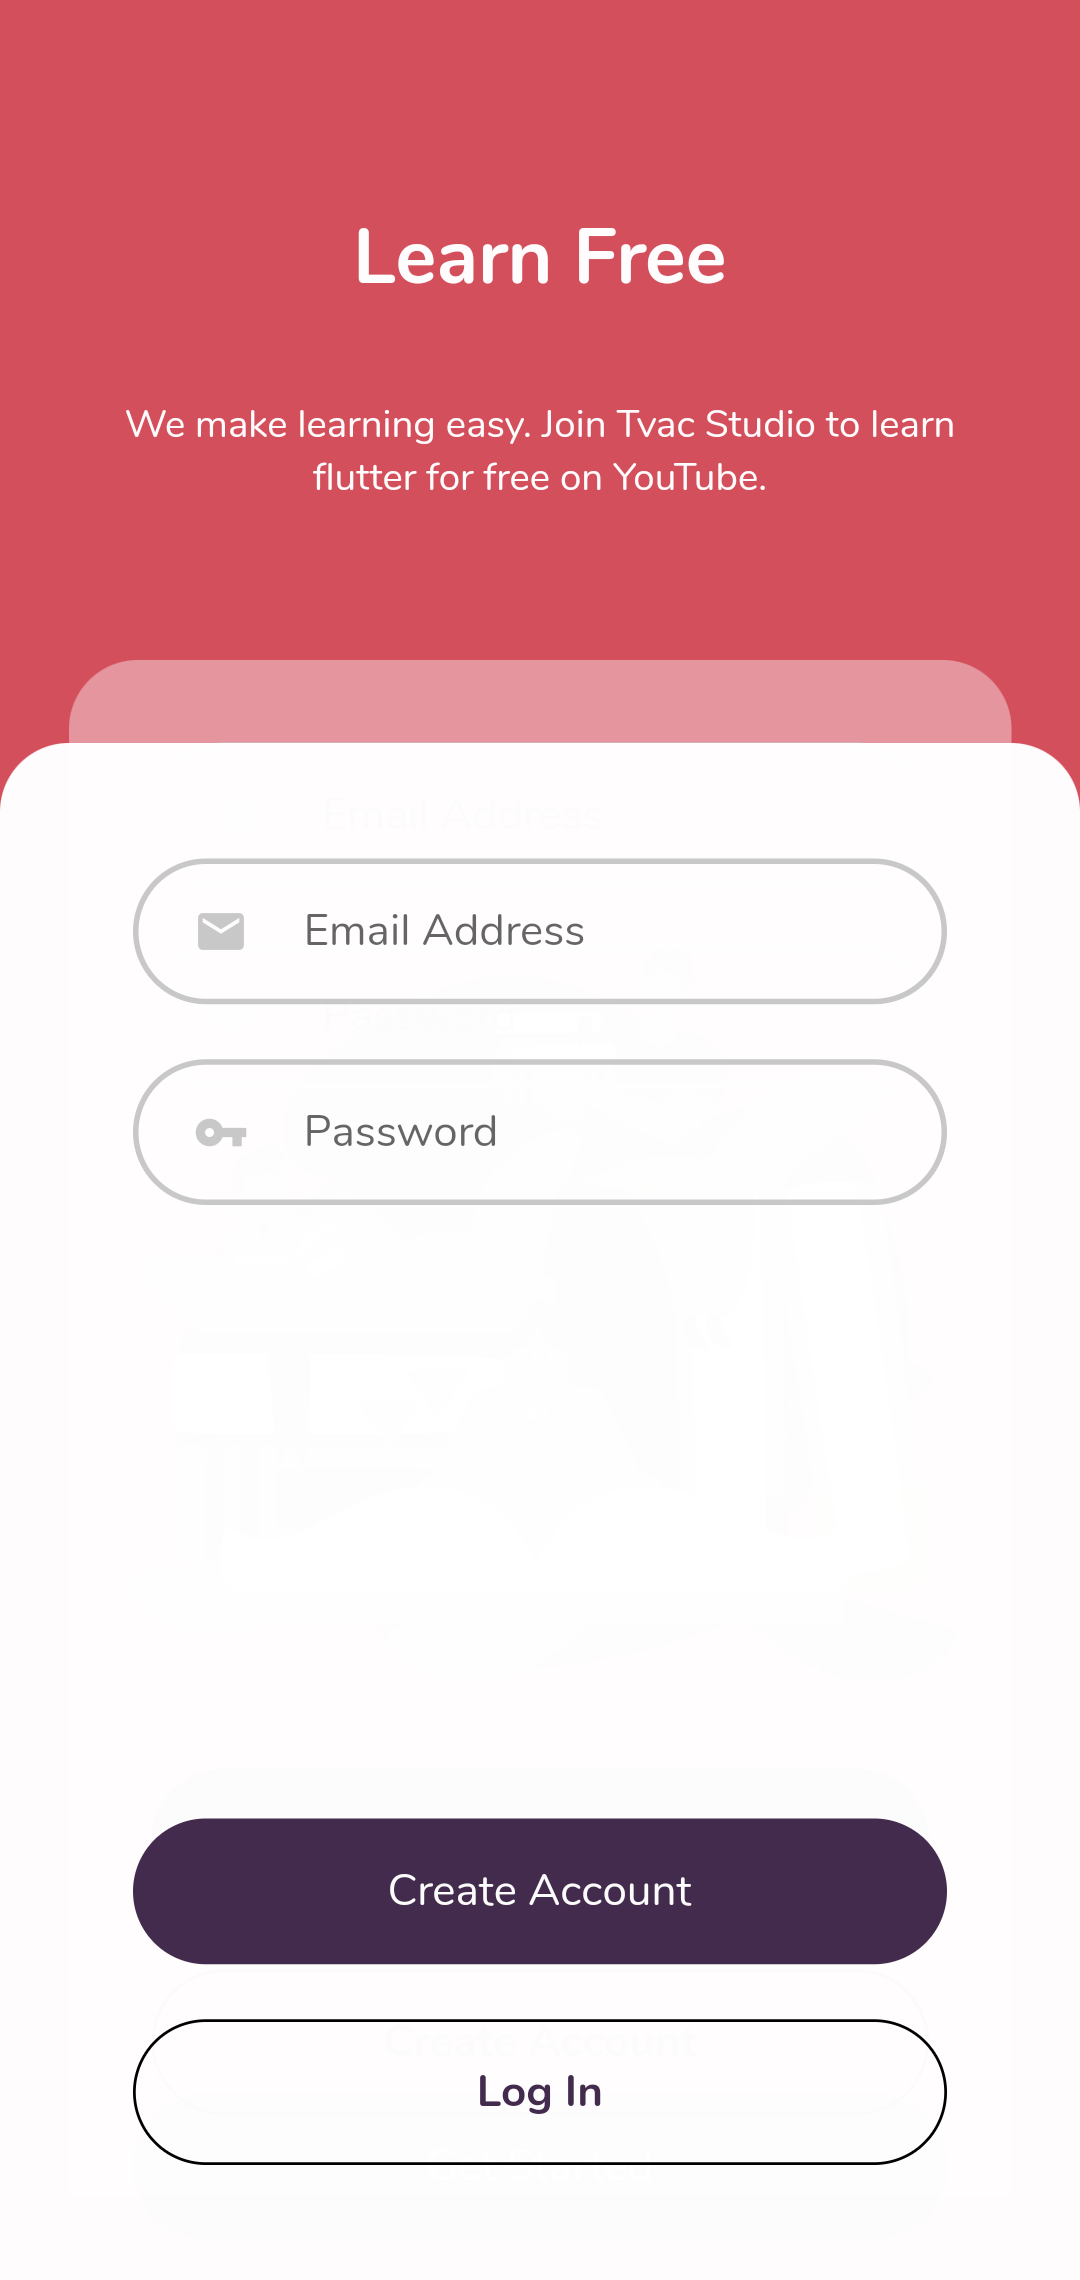 Learn Free
We make learning easy. Join Tvac Studio to learn
flutter for free on YouTube.
Email Address
Email Address
Password
Create Account
Create Account
Log In